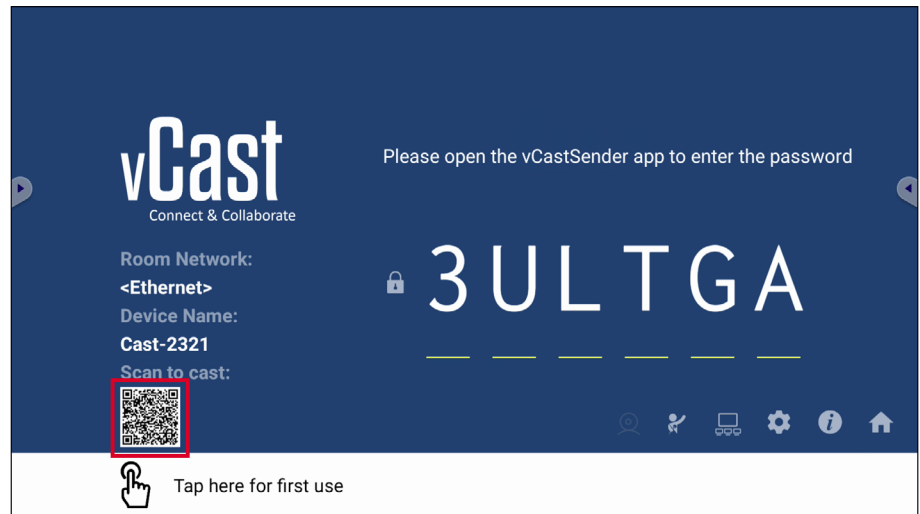 vCast
Connect & Collaborate
Please open the vCastSender app to enter the password
Room Network:
<Ethernet>
Device Name:
Cast-2321
Scan to cast:
3ULTGA
Tap here for first use